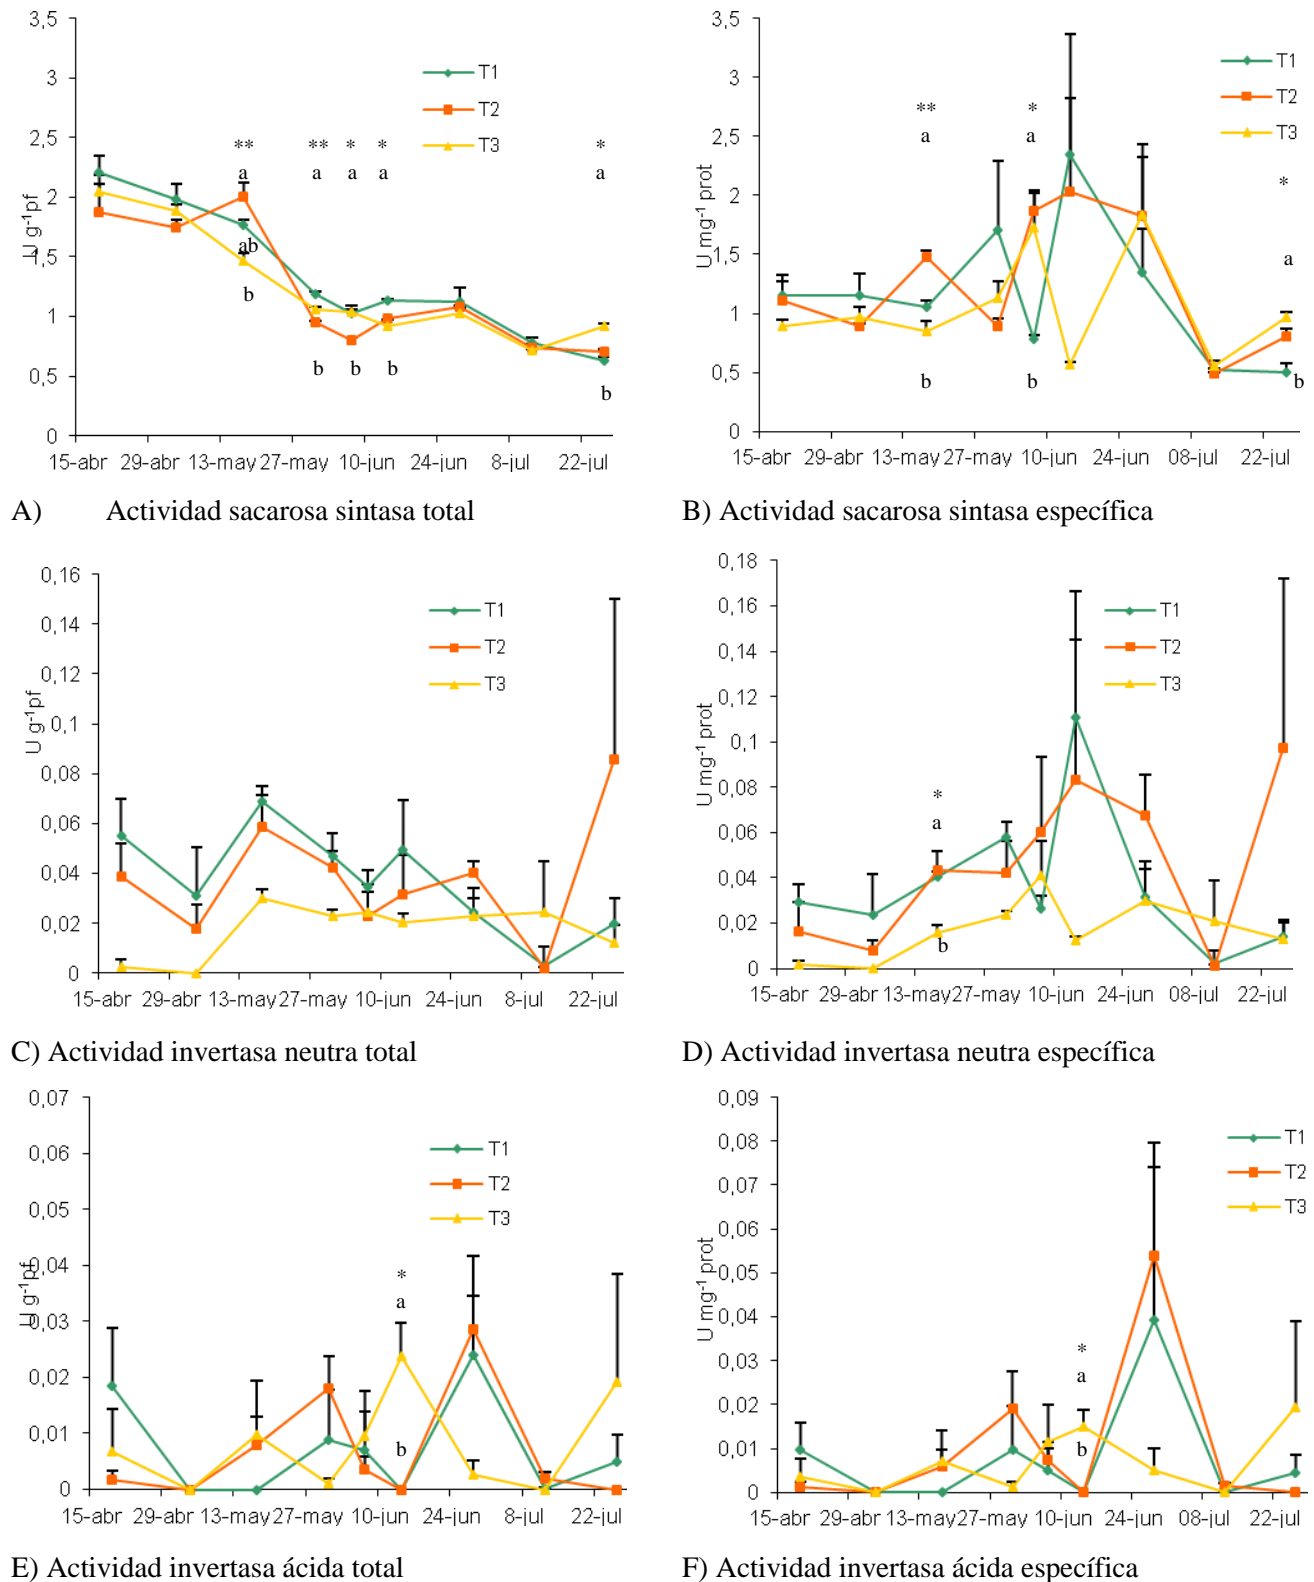 3,5
3
2,5
2
1,5
1
0,5
0
U g-1pf
T1
T2
T3
** ** * * *
a a a a a
ab
b
b b b b
15-abr 29-abr 13-may 27-may 10-jun 24-jun 8-jul 22-jul
A) Actividad sacarosa sintasa total
3,5
3
2,5
2
1,5
1
0,5
0
U mg-1 prot
T1
T2
T3
** * *
a a a
b b b
15-abr 29-abr 13-may 27-may 10-jun 24-jun 08-jul 22-jul
B) Actividad sacarosa sintasa específica
0,16
0,14
0,12
0,1
0,08
0,06
0,04
0,02
0
U g-1pf
T1
T2
T3
15-abr 29-abr 13-may 27-may 10-jun 24-jun 8-jul 22-jul
C) Actividad invertasa neutra total
0,18
0,16
0,14
0,12
0,1
0,08
0,06
0,04
0,02
0
U mg-1 prot
T1
T2
T3
*
a
b
15-abr 29-abr 13-may 27-may 10-jun 24-jun 08-jul 22-jul
D) Actividad invertasa neutra específica
0,07
0,06
0,05
0,04
0,03
0,02
0,01
0
U g-1pf
T1
T2
T3
*
a
b
15-abr 29-abr 13-may 27-may 10-jun 24-jun 8-jul 22-jul
E) Actividad invertasa ácida total
0,09
0,08
0,07
0,06
0,05
0,04
0,03
0,02
0,01
0
U mg-1 prot
T1
T2
T3
*
a
b
15-abr 29-abr 13-may 27-may 10-jun 24-jun 08-jul 22-jul
F) Actividad invertasa ácida específica